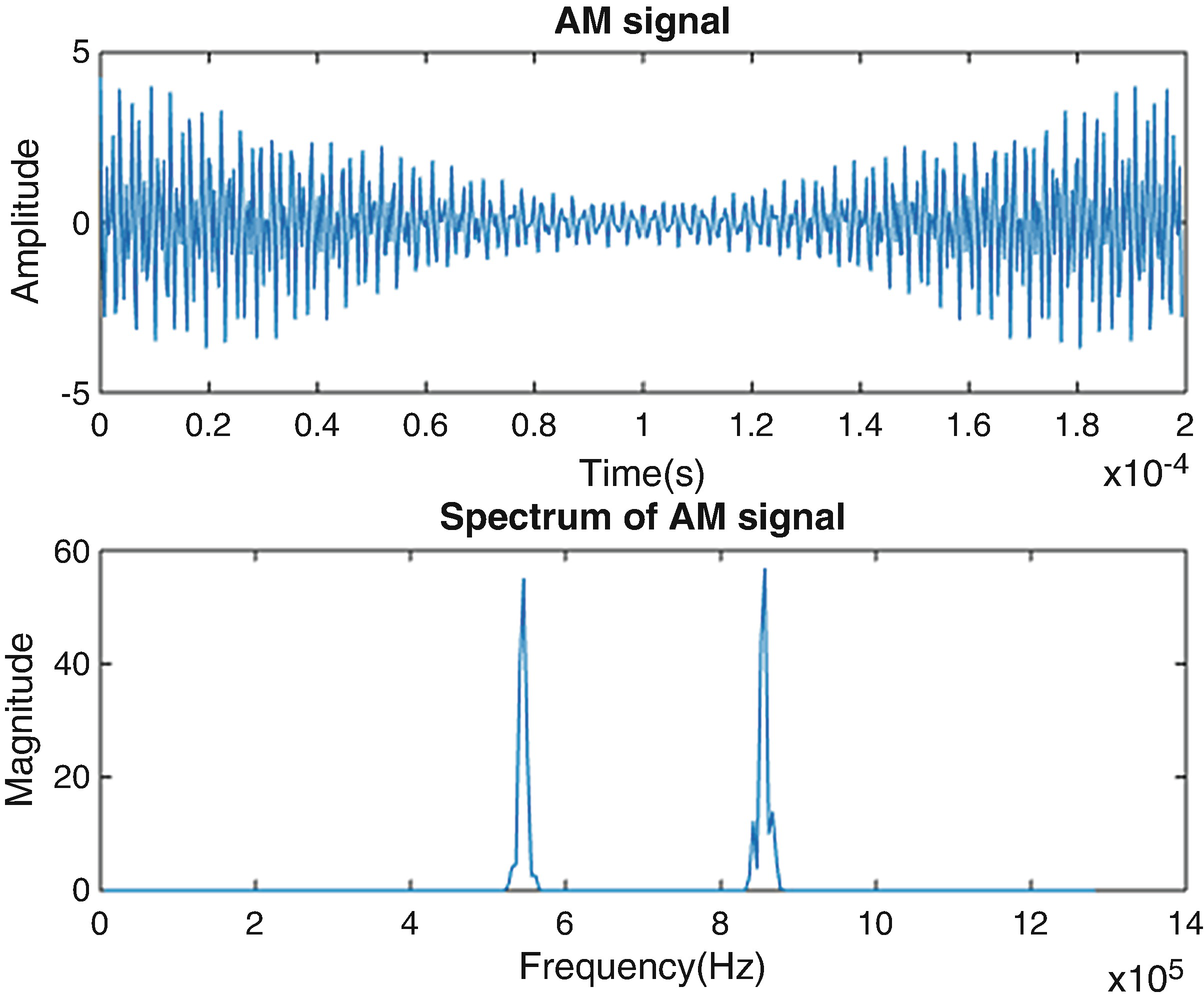 AM signal
5
0
-5
Amplitude
0 0.2 0.4 0.6 0.8 1 1.2 1.4 1.6 1.8 2
Time(s)
x10-4
Spectrum of AM signal
60
40
20
0
Magnitude
0 2 4 6 8 10 12 14
Frequency(Hz)
x105